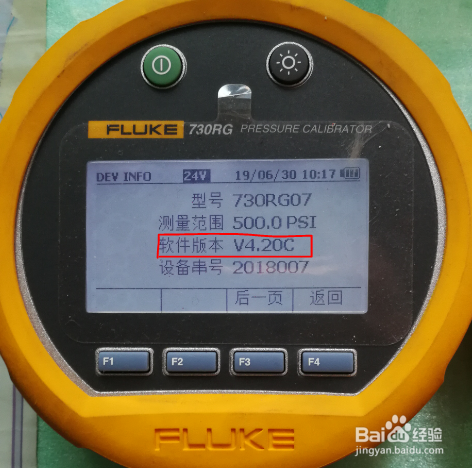 FLUKE 730RG PRESSURE CALIBRATOR
DEV INFO 24V 19/06/30 10:17
型号 730RG07
测量范围 500.0 PSI
软件版本 V4.20C
设备串号 2018007
后一页 返回
F1 F2 F3 F4
FLUKE
Bai du 经验
jingyan.baidu.com